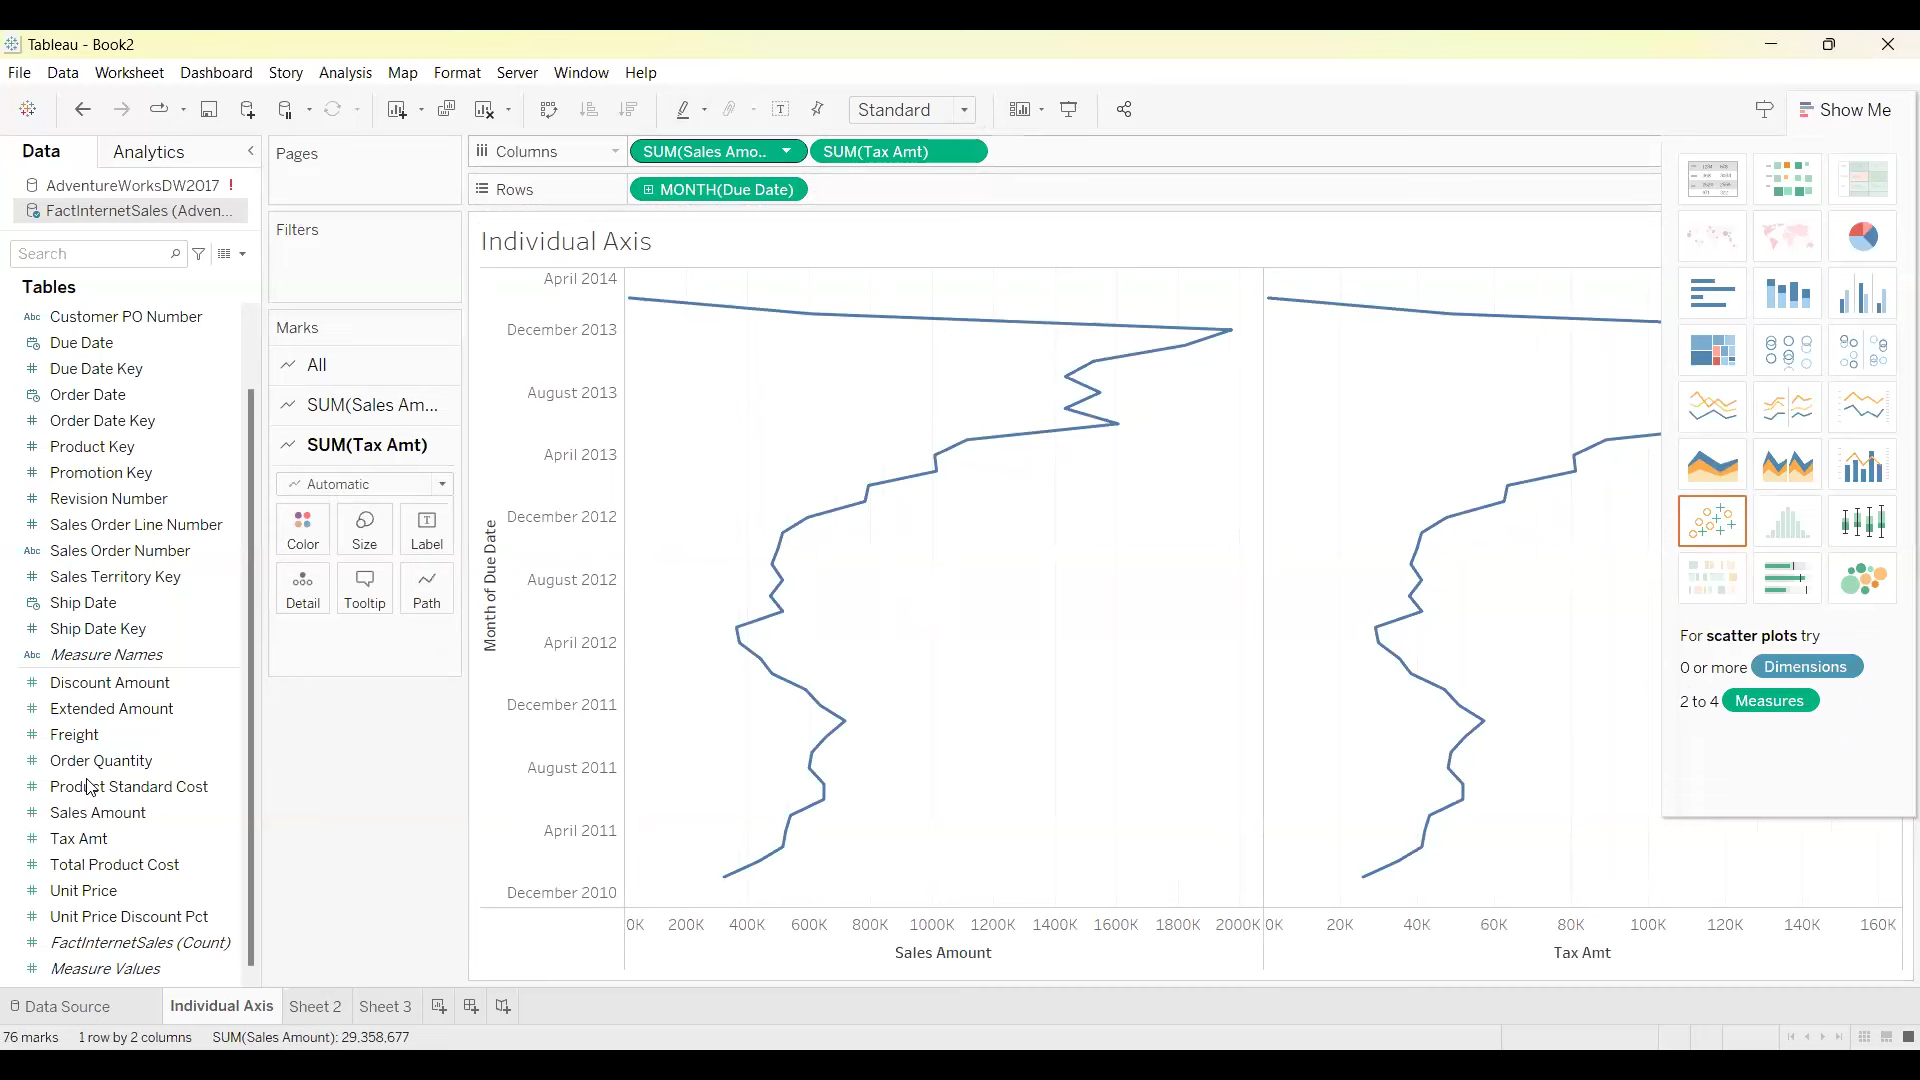 Tableau - Book2
File Data Worksheet Dashboard Story Analysis Map Format Server Window Help
Standard
Show Me
Data Analytics
AdventureWorksDW2017 !
FactInternetSales (Adven...
Search
Tables
Abc Customer PO Number
Due Date
# Due Date Key
Order Date
# Order Date Key
# Product Key
# Promotion Key
# Revision Number
# Sales Order Line Number
Abc Sales Order Number
# Sales Territory Key
Ship Date
# Ship Date Key
Abc Measure Names
# Discount Amount
# Extended Amount
# Freight
# Order Quantity
# Product Standard Cost
# Sales Amount
# Tax Amt
# Total Product Cost
# Unit Price
# Unit Price Discount Pct
# FactInternetSales (Count)
# Measure Values
Pages
Filters
Marks
All
SUM(Sales Am...
SUM(Tax Amt)
Automatic
Color Size Label
Detail Tooltip Path
Columns SUM(Sales Amo.. SUM(Tax Amt)
Rows MONTH(Due Date)
Individual Axis
Month of Due Date
April 2014
December 2013
August 2013
April 2013
December 2012
August 2012
April 2012
December 2011
August 2011
April 2011
December 2010
0K 200K 400K 600K 800K 1000K 1200K 1400K 1600K 1800K 2000K 0K 20K 40K 60K 80K 100K 120K 140K 160K
Sales Amount Tax Amt
For scatter plots try
0 or more Dimensions
2 to 4 Measures
Data Source Individual Axis Sheet 2 Sheet 3
76 marks 1 row by 2 columns SUM(Sales Amount): 29,358,677